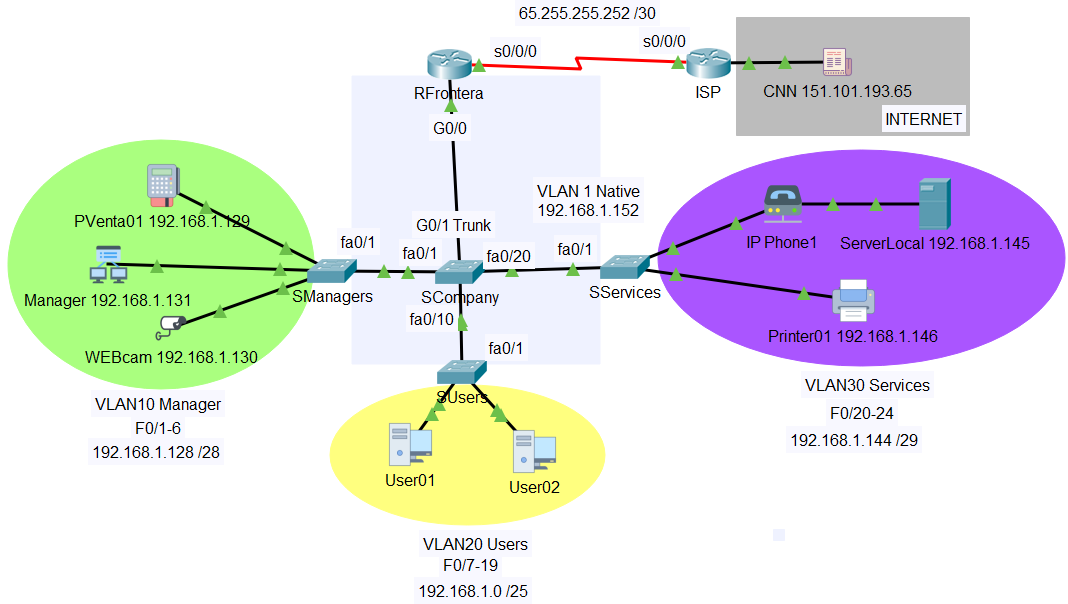 65.255.255.252 /30
s0/0/0
s0/0/0
RFrontera
ISP
CNN 151.101.193.65
INTERNET
G0/0
VLAN 1 Native
192.168.1.152
PVenta01 192.168.1.129
G0/1 Trunk
fa0/1
fa0/1
fa0/20
fa0/1
IP Phone1
ServerLocal 192.168.1.145
Manager 192.168.1.131
SManagers
SCompany
SServices
fa0/10
Printer01 192.168.1.146
WEBcam 192.168.1.130
fa0/1
VLAN10 Manager
F0/1-6
192.168.1.128 /28
SUsers
VLAN30 Services
F0/20-24
192.168.1.144 /29
User01
User02
VLAN20 Users
F0/7-19
192.168.1.0 /25